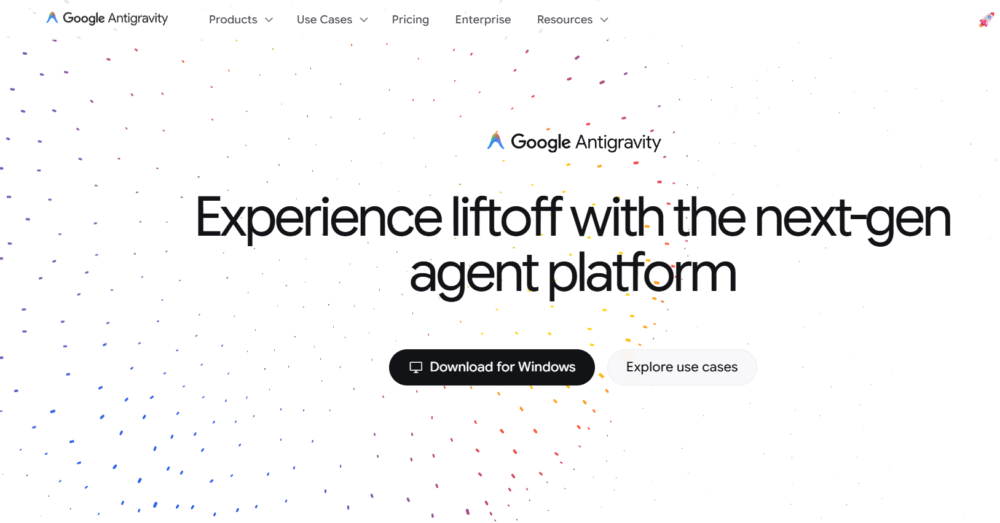 Google Antigravity
Products
Use Cases
Pricing
Enterprise
Resources
Google Antigravity
Experience liftoff with the next-gen
agent platform
Download for Windows
Explore use cases